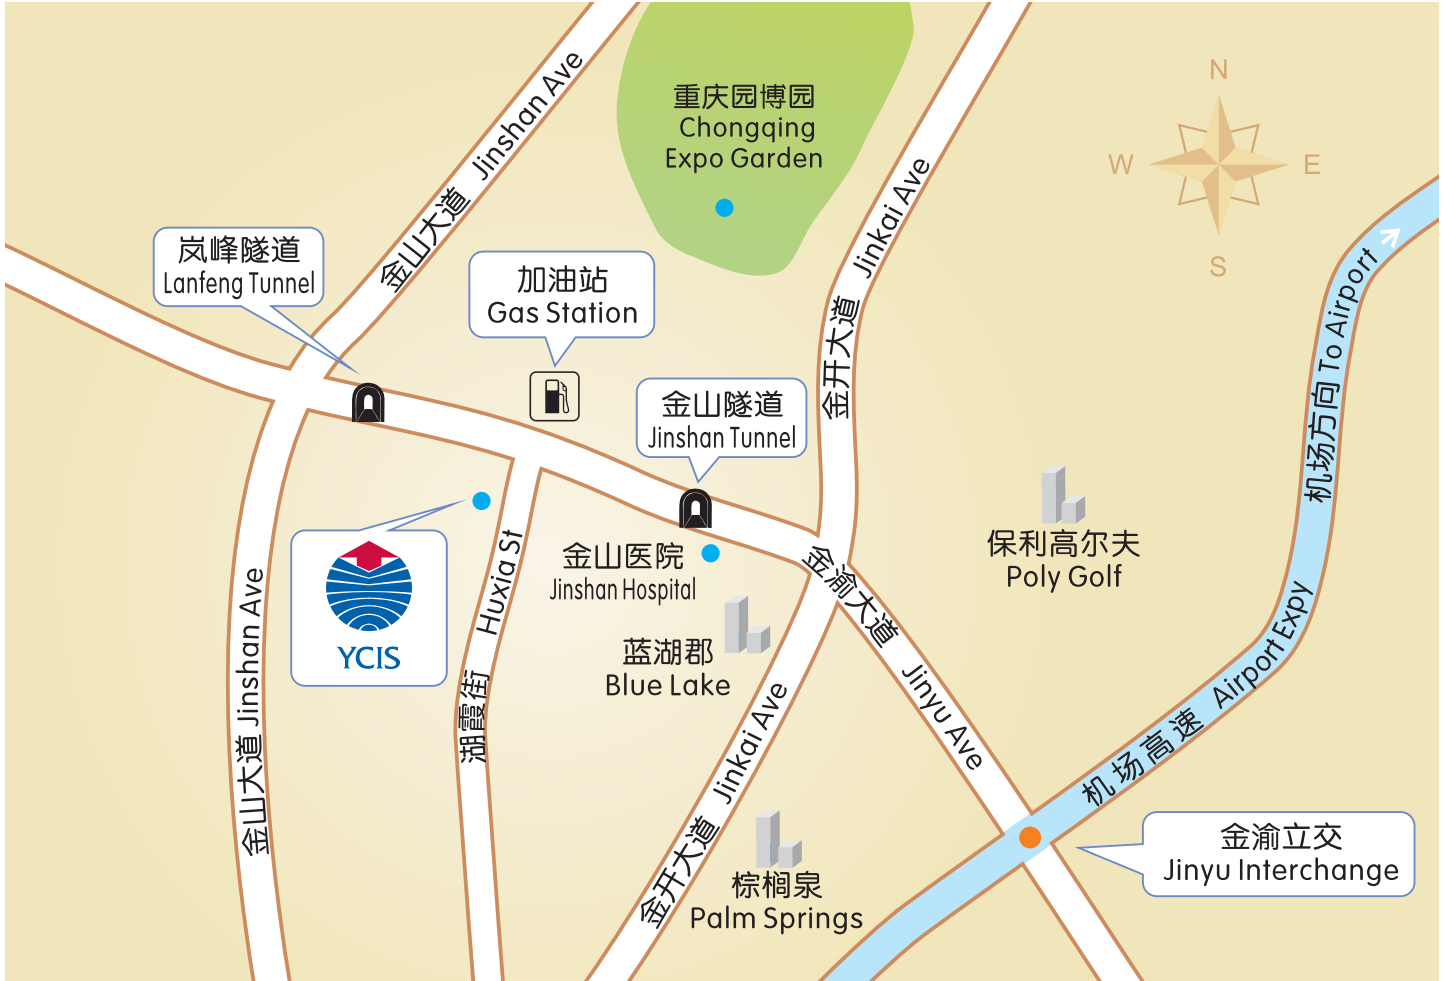 金山大道 Jinshan Ave
重庆园博园
Chongqing
Expo Garden
N
W
E
S
金开大道 Jinkai Ave
岚峰隧道
Lanfeng Tunnel
加油站
Gas Station
金山隧道
Jinshan Tunnel
机场方向 To Airport
保利高尔夫
Poly Golf
YCIS
湖霞街 Huxia St
金山医院
Jinshan Hospital
蓝湖郡
Blue Lake
金渝大道 Jinyu Ave
金山大道 Jinshan Ave
金开大道 Jinkai Ave
机场高速 Airport Expy
金渝立交
Jinyu Interchange
棕榈泉
Palm Springs